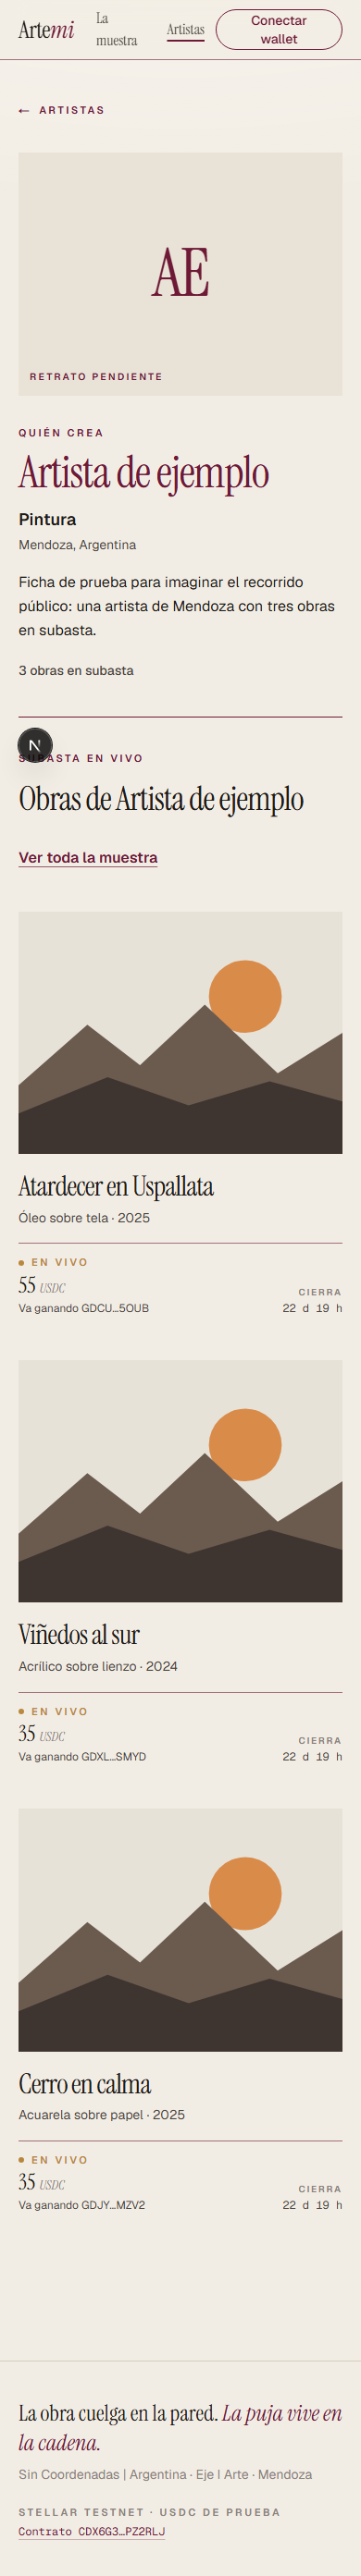 Artemi
La
muestra
Artistas
Conectar
wallet
← ARTISTAS
AE
RETRATO PENDIENTE
QUIÉN CREA
Artista de ejemplo
Pintura
Mendoza, Argentina
Ficha de prueba para imaginar el recorrido
público: una artista de Mendoza con tres obras
en subasta.
3 obras en subasta
N
SUBASTA EN VIVO
Obras de Artista de ejemplo
Ver toda la muestra
Atardecer en Uspallata
Óleo sobre tela · 2025
EN VIVO
55 USDC
CIERRA
Va ganando GDCU…5OUB
22 d 19 h
Viñedos al sur
Acrílico sobre lienzo · 2024
EN VIVO
35 USDC
CIERRA
Va ganando GDXL…SMYD
22 d 19 h
Cerro en calma
Acuarela sobre papel · 2025
EN VIVO
35 USDC
CIERRA
Va ganando GDJY…MZV2
22 d 19 h
La obra cuelga en la pared. La puja vive en
la cadena.
Sin Coordenadas | Argentina · Eje I Arte · Mendoza
STELLAR TESTNET · USDC DE PRUEBA
Contrato CDX6G3…PZ2RLJ